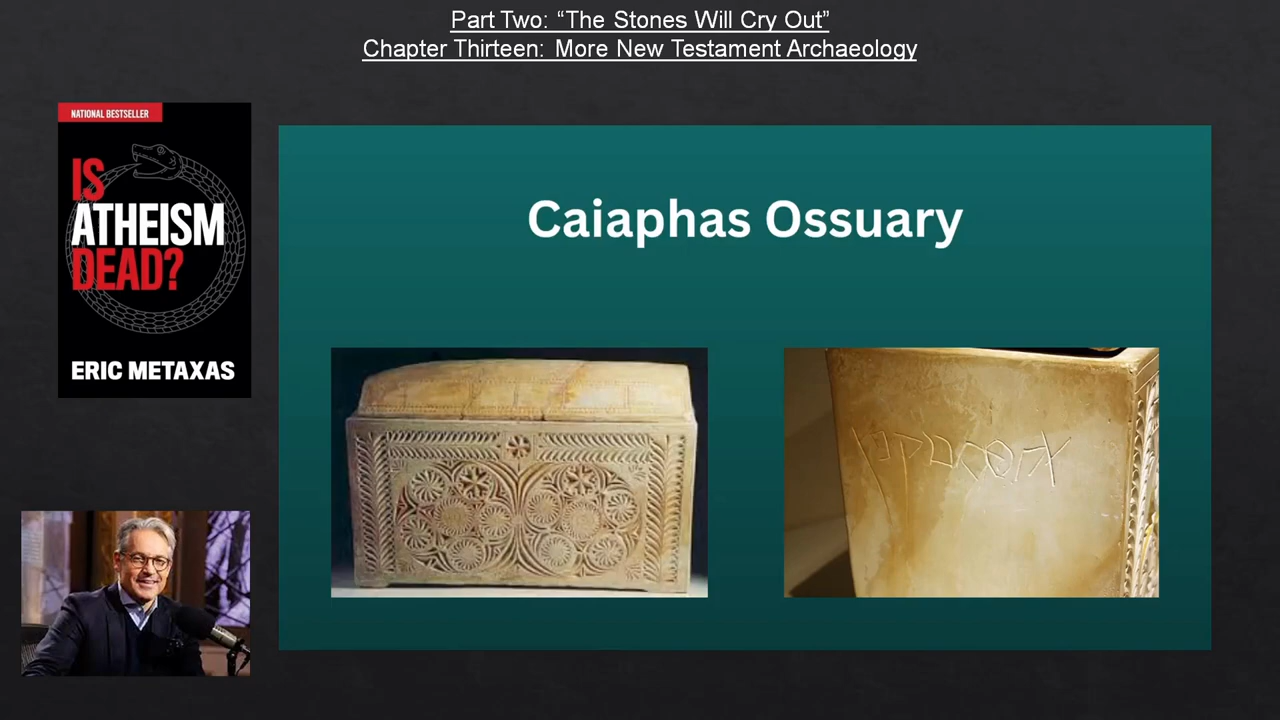 Part Two: “The Stones Will Cry Out”
Chapter Thirteen: More New Testament Archaeology
NATIONAL BESTSELLER
IS
ATHEISM
DEAD?
ERIC METAXAS
Caiaphas Ossuary